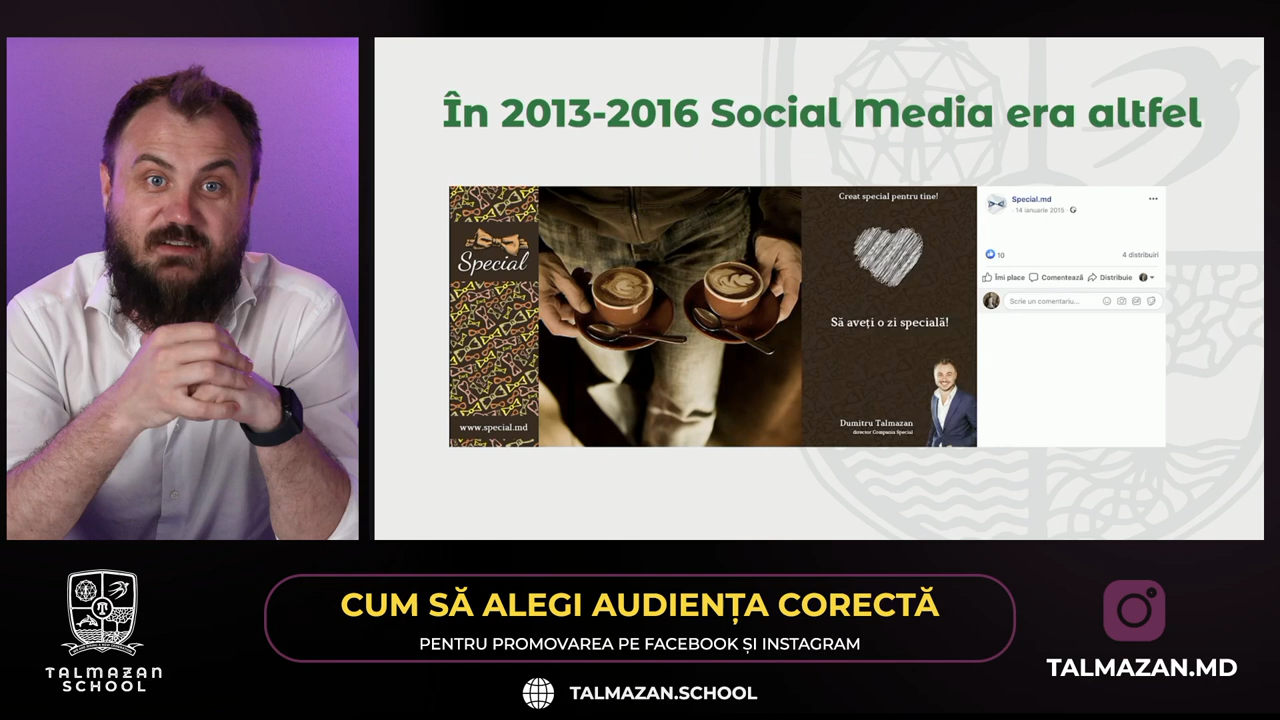 În 2013-2016 Social Media era altfel
Special
www.special.md
Creat special pentru tine!
Să aveți o zi specială!
Dumitru Talmazan
director Compania Special
Special.md
14 ianuarie 2015
10
4 distribuiri
Îmi place
Comentează
Distribuie
Scrie un comentariu...
TALMAZAN
SCHOOL
CUM SĂ ALEGI AUDIENȚA CORECTĂ
PENTRU PROMOVAREA PE FACEBOOK ȘI INSTAGRAM
TALMAZAN.SCHOOL
TALMAZAN.MD